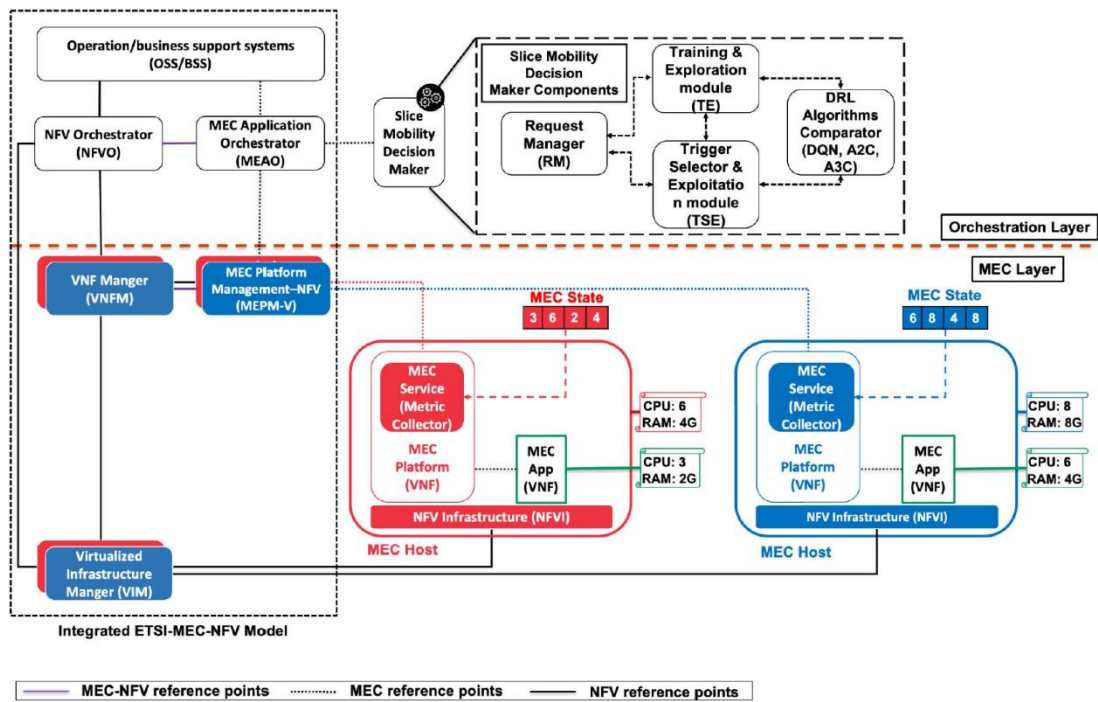 Operation/business support systems
(OSS/BSS)
NFV Orchestrator
(NFVO)
MEC Application
Orchestrator
(MEAO)
Slice
Mobility
Decision
Maker
Slice Mobility
Decision
Maker Components
Training &
Exploration
module
(TE)
Request
Manager
(RM)
Trigger
Selector &
Exploitatio
n module
(TSE)
DRL
Algorithms
Comparator
(DQN, A2C,
A3C)
Orchestration Layer
MEC Layer
VNF Manger
(VNFM)
MEC Platform
Management–NFV
(MEPM-V)
MEC State
3 6 2 4
MEC State
6 8 4 8
MEC
Service
(Metric
Collector)
MEC
Platform
(VNF)
MEC
App
(VNF)
NFV Infrastructure (NFVI)
MEC Host
CPU: 6
RAM: 4G
CPU: 3
RAM: 2G
MEC
Service
(Metric
Collector)
MEC
Platform
(VNF)
MEC
App
(VNF)
NFV Infrastructure (NFVI)
MEC Host
CPU: 8
RAM: 8G
CPU: 6
RAM: 4G
Virtualized
Infrastructure
Manger (VIM)
Integrated ETSI-MEC-NFV Model
MEC-NFV reference points
MEC reference points
NFV reference points